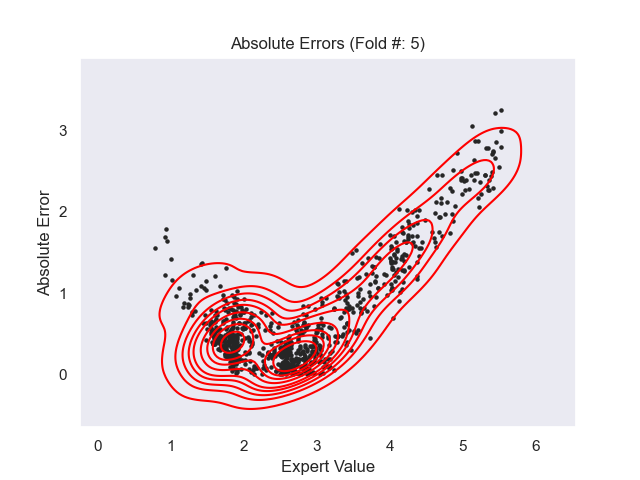 Absolute Errors (Fold #: 5)
Absolute Error
3
2
1
0
0 1 2 3 4 5 6
Expert Value